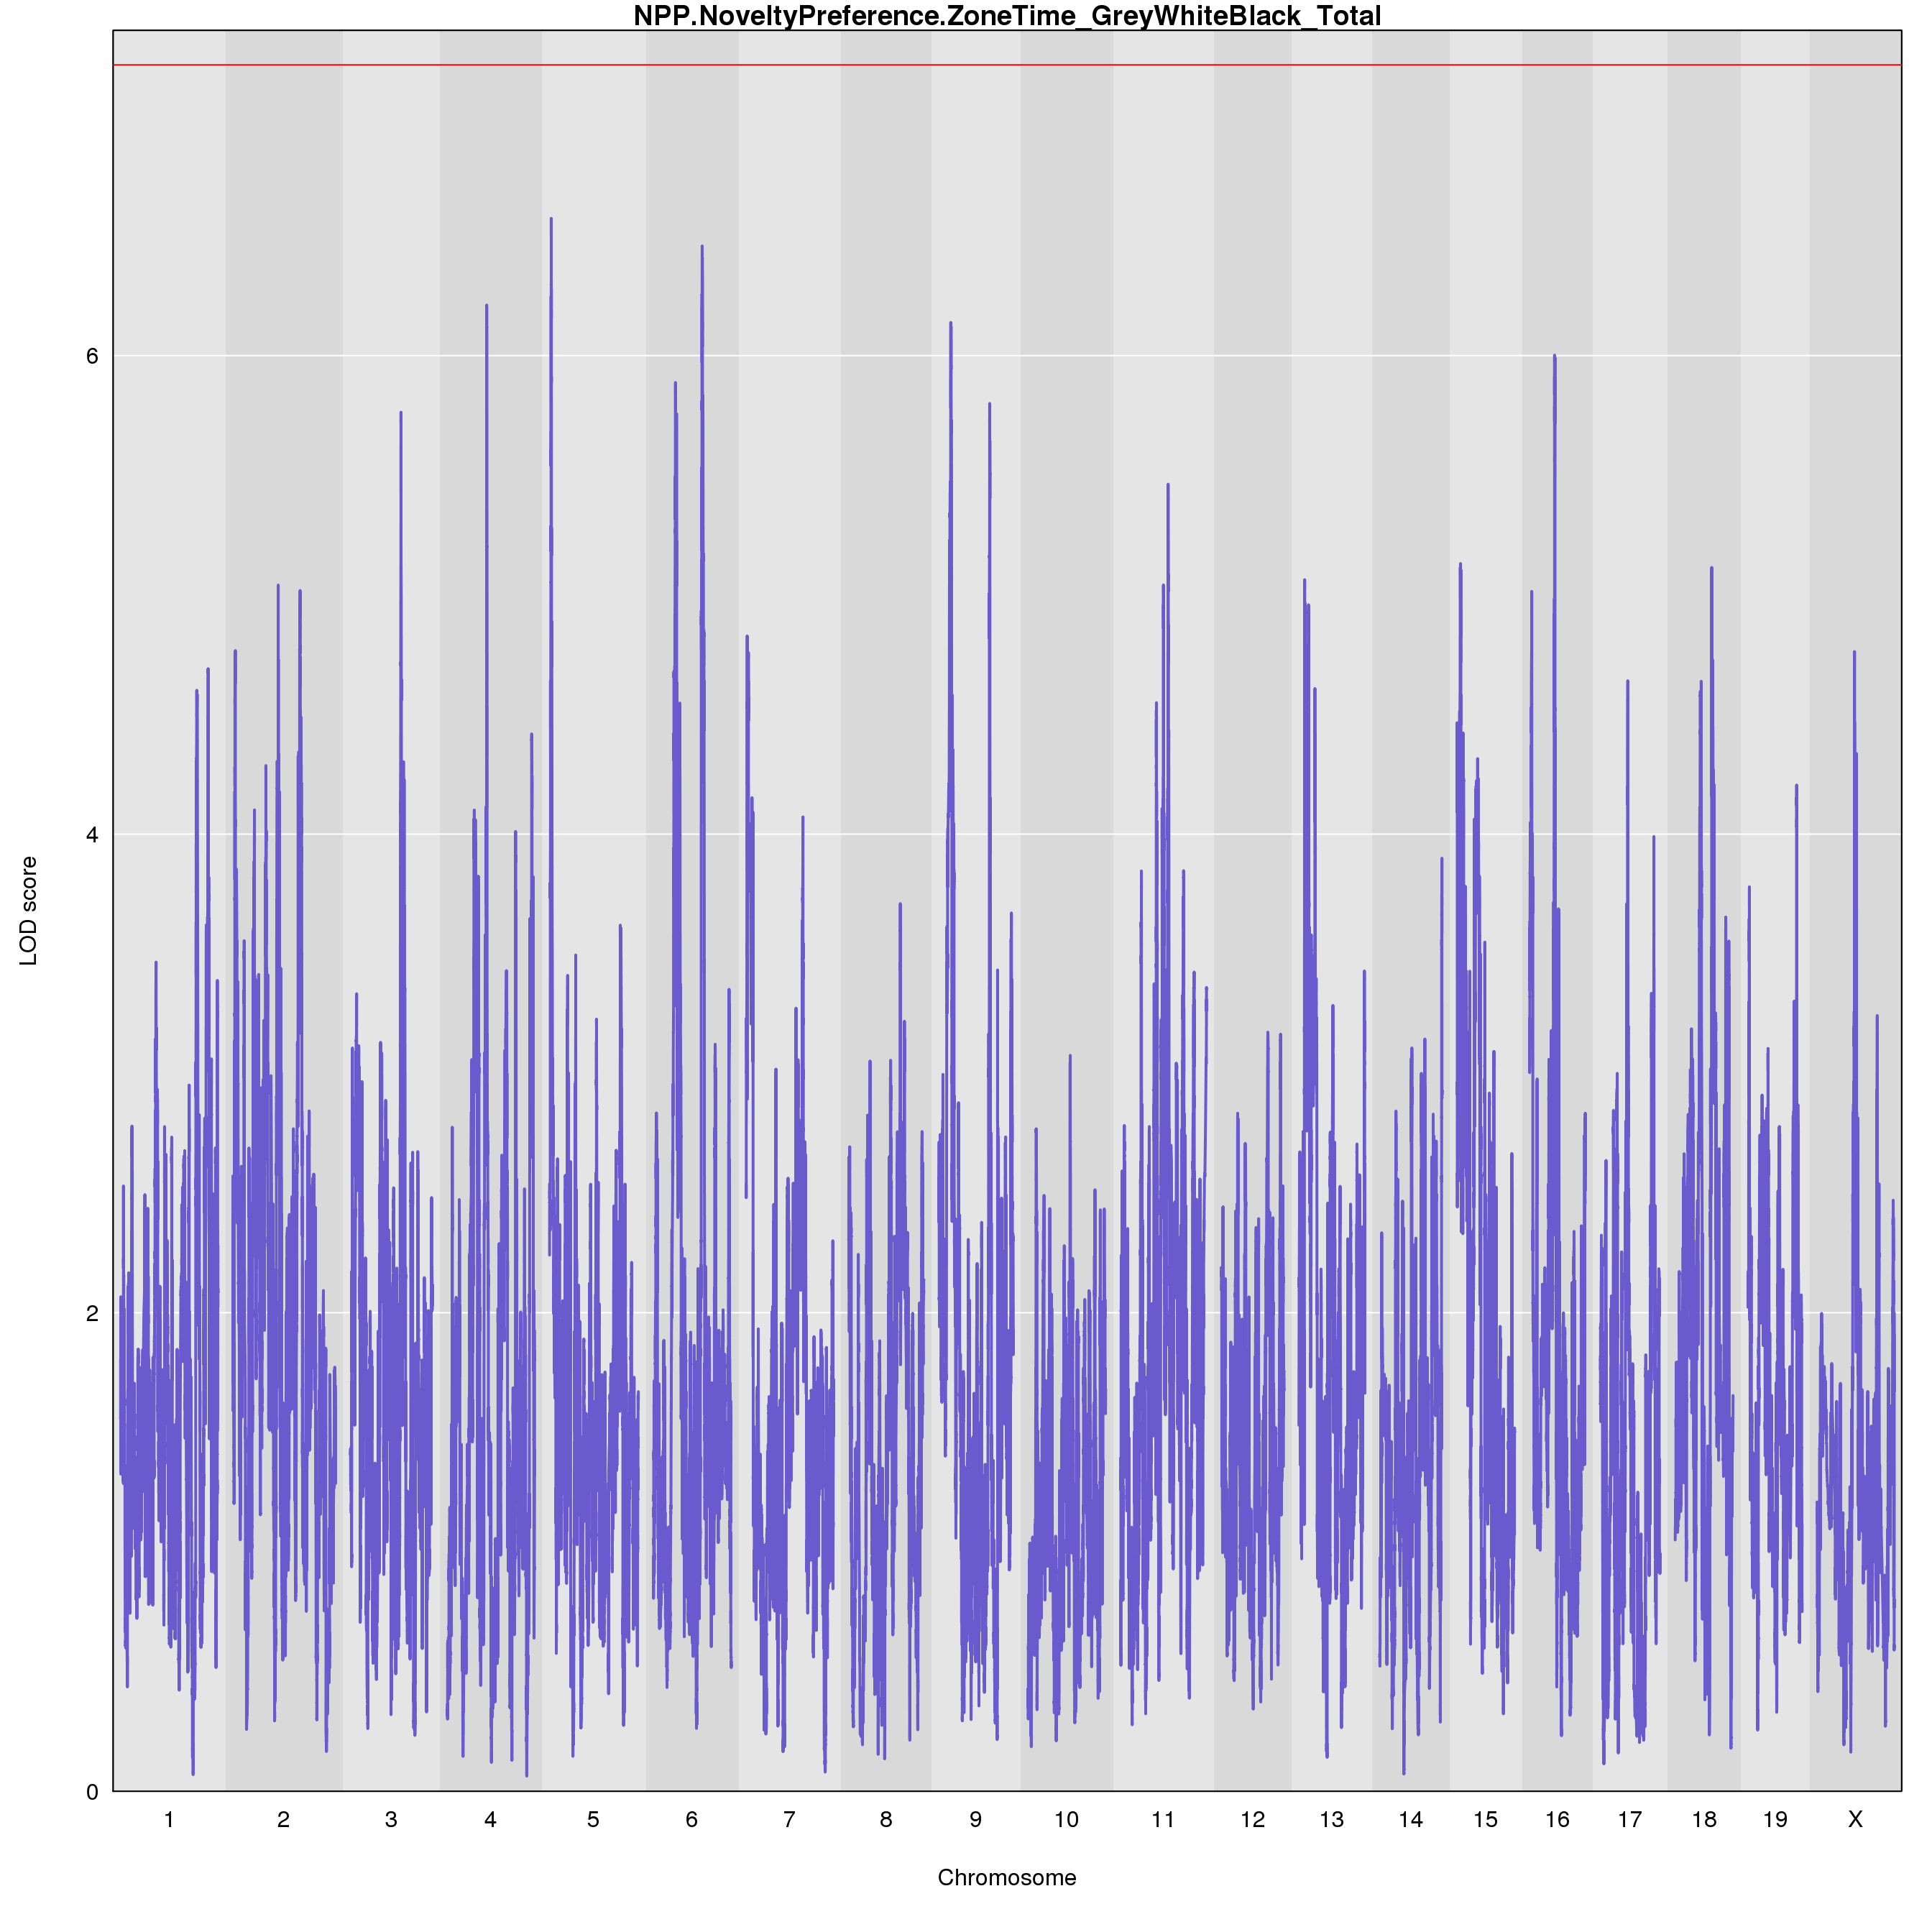 NPP.NoveltyPreference.ZoneTime_GreyWhiteBlack_Total
LOD score
6
4
2
0
1 2 3 4 5 6 7 8 9 10 11 12 13 14 15 16 17 18 19 X
Chromosome